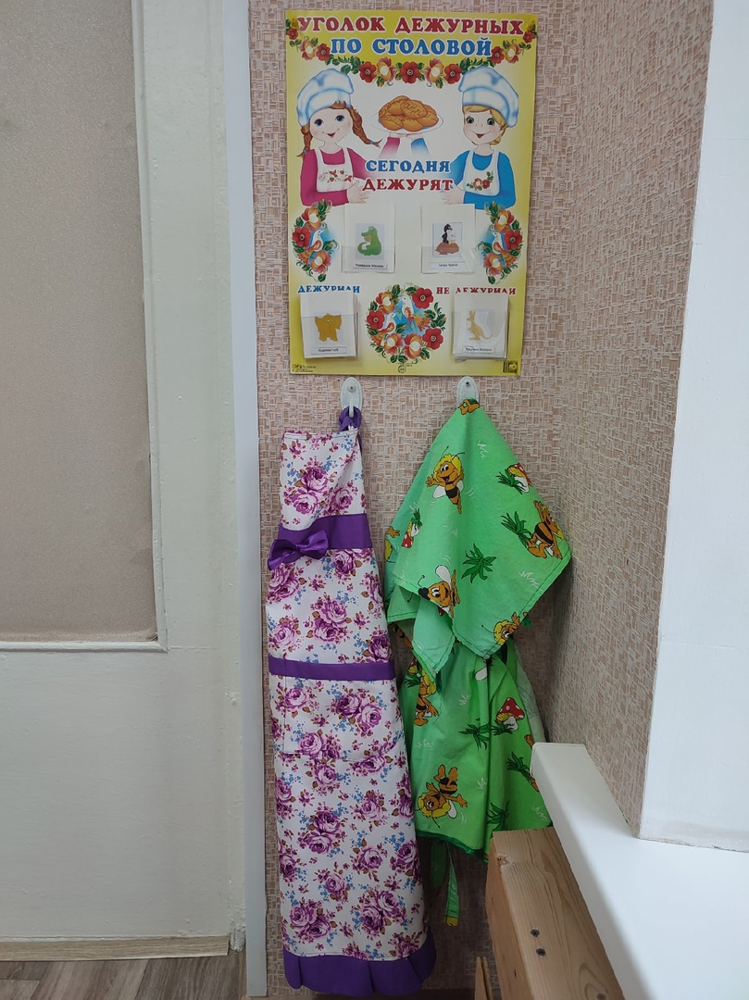 УГОЛОК ДЕЖУРНЫХ
ПО СТОЛОВОЙ
СЕГОДНЯ
ДЕЖУРЯТ
ДЕЖУРИЛИ
НЕ ДЕЖУРИЛИ